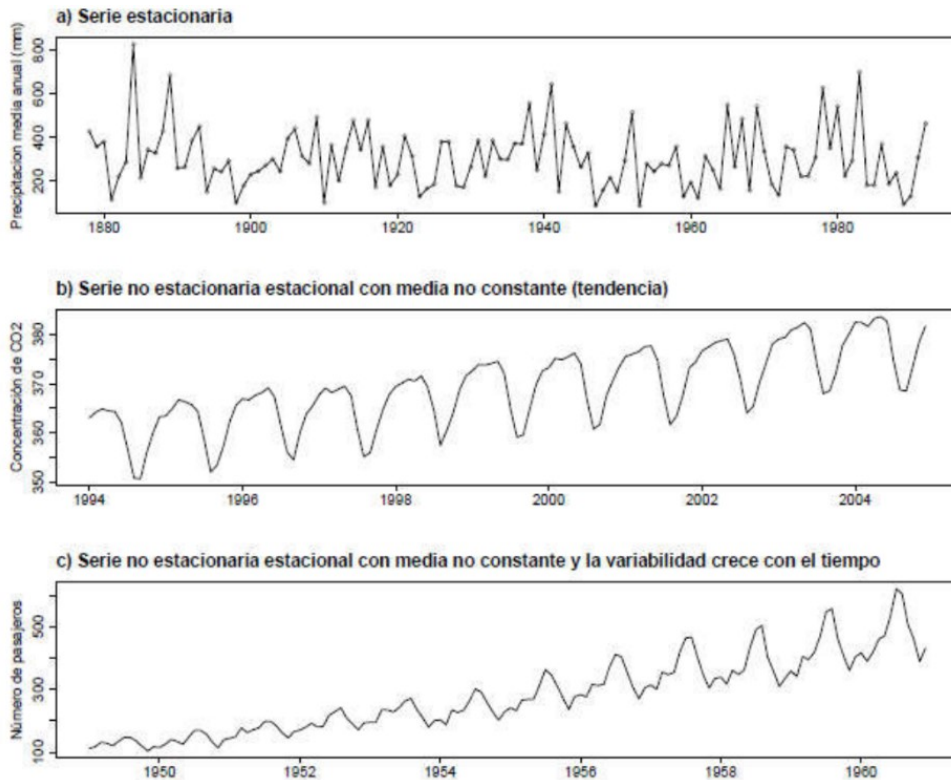 a) Serie estacionaria
Precipitacion media anual (mm)
800
600
400
200
1880 1900 1920 1940 1960 1980
b) Serie no estacionaria estacional con media no constante (tendencia)
Concentración de CO2
380
370
360
350
1994 1996 1998 2000 2002 2004
c) Serie no estacionaria estacional con media no constante y la variabilidad crece con el tiempo
Número de pasajeros
500
300
100
1950 1952 1954 1956 1958 1960